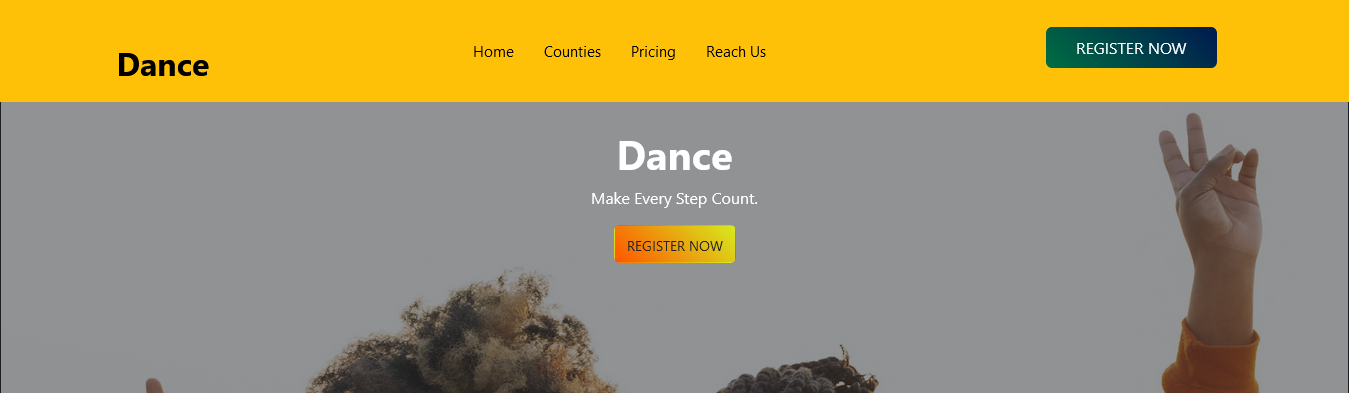 Dance
Home Counties Pricing Reach Us
REGISTER NOW
Dance
Make Every Step Count.
REGISTER NOW